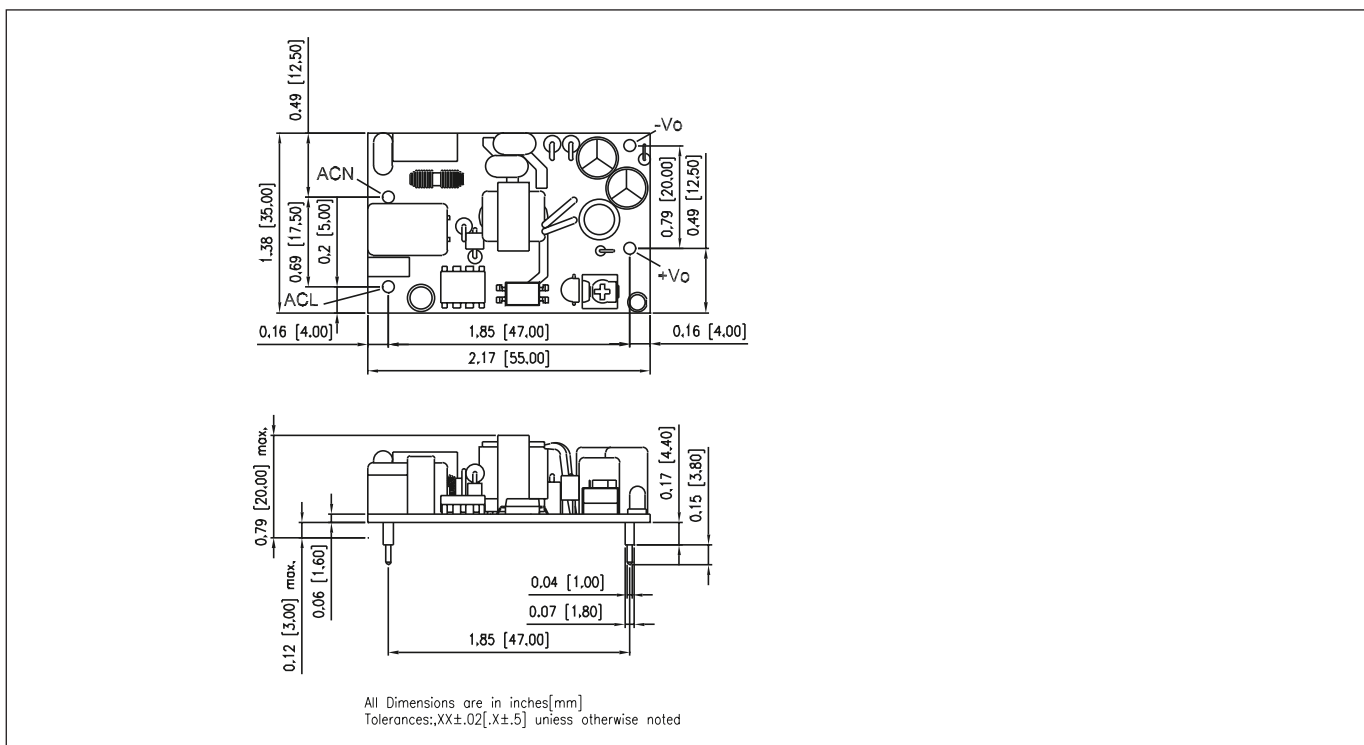 0.49 [12.50]
-Vo
ACN
1.38 [35.00]
0.69 [17.50]
0.2 [5.00]
0.79 [20.00]
0.49 [12.50]
+Vo
ACL
0.16 [4.00]
1.85 [47.00]
0.16 [4.00]
2.17 [55.00]
0.79 [20.00] max.
0.12 [3.00] max.
0.06 [1.60]
0.17 [4.40]
0.15 [3.80]
0.04 [1.00]
0.07 [1.80]
1.85 [47.00]
All Dimensions are in inches[mm]
Tolerances:,XX±.02[.X±.5] uniess otherwise noted